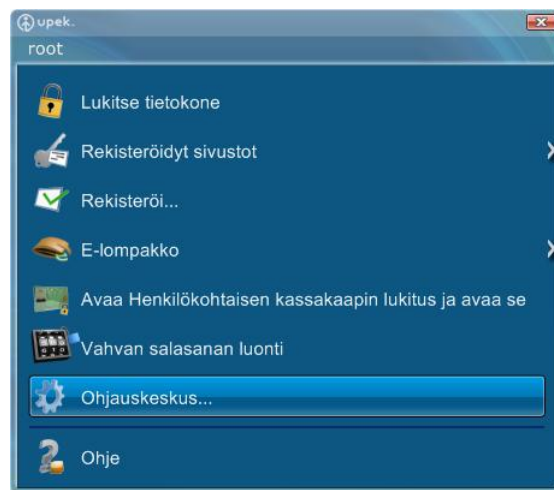 upek.
root
Lukitse tietokone
Rekisteröidyt sivustot
Rekisteröi...
E-lompakko
Avaa Henkilökohtaisen kassakaapin lukitus ja avaa se
Vahvan salasanan luonti
Ohjauskeskus...
Ohje